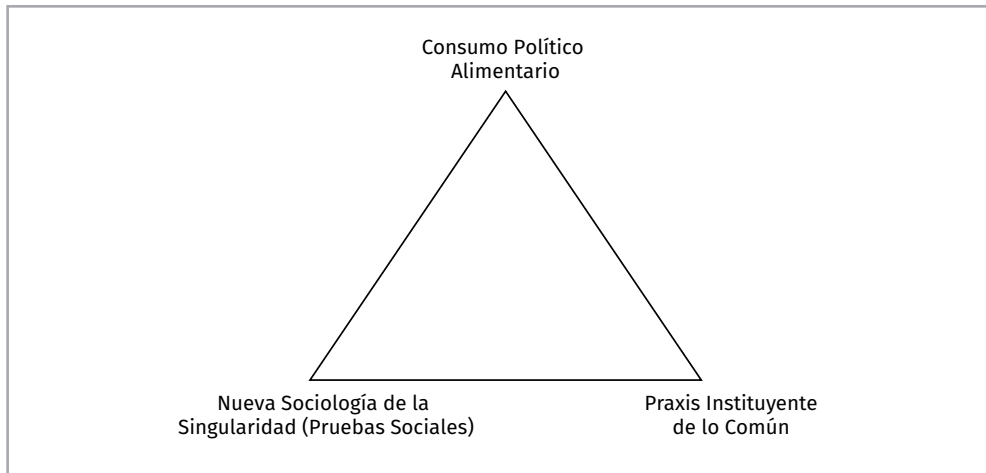 Consumo Político
Alimentario
Nueva Sociología de la
Singularidad (Pruebas Sociales)
Praxis Instituyente
de lo Común